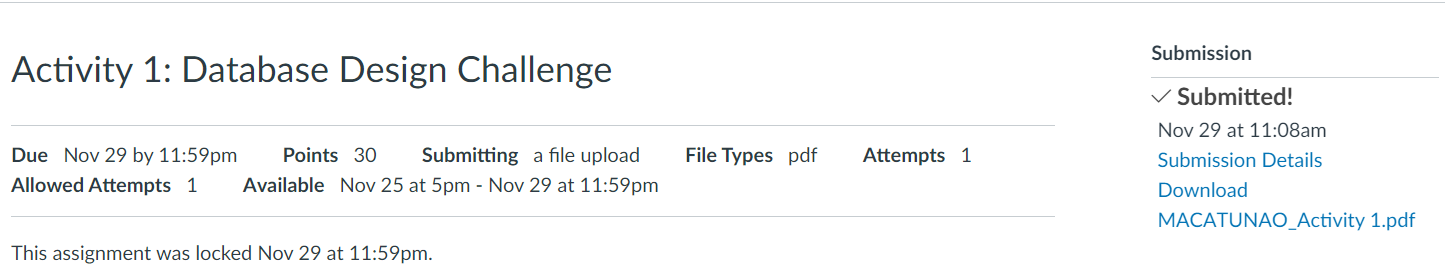 Activity 1: Database Design Challenge
Due Nov 29 by 11:59pm Points 30 Submitting a file upload File Types pdf Attempts 1
Allowed Attempts 1 Available Nov 25 at 5pm - Nov 29 at 11:59pm
This assignment was locked Nov 29 at 11:59pm.
Submission
Submitted!
Nov 29 at 11:08am
Submission Details
Download
MACATUNAO_Activity 1.pdf